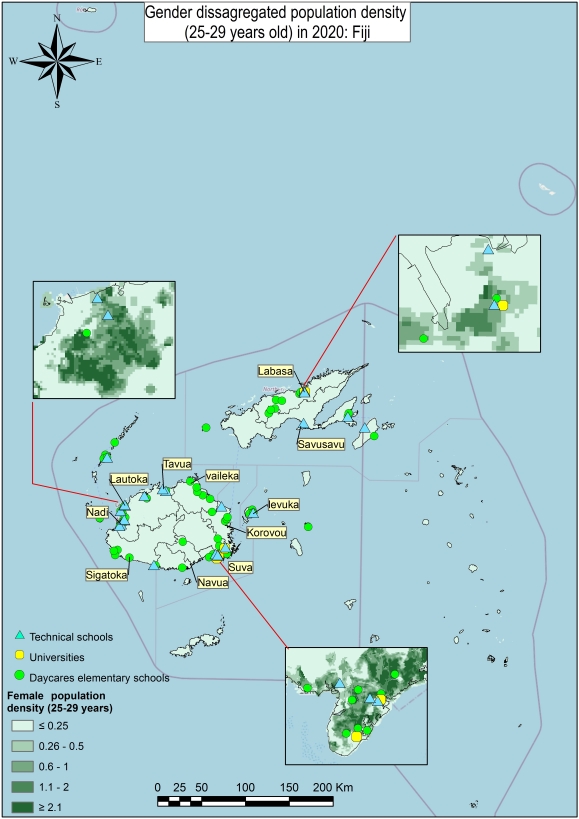 Gender dissagregated population density
(25-29 years old) in 2020: Fiji
N
W
E
S
Labasa
Savusavu
Tavua
vaileka
Lautoka
levuka
Nadi
Korovou
Suva
Sigatoka
Navua
Technical schools
Universities
Daycares elementary schools
Female population
density (25-29 years)
≤ 0.25
0.26 - 0.5
0.6 - 1
1.1 - 2
≥ 2.1
0 25 50 100 150 200 Km